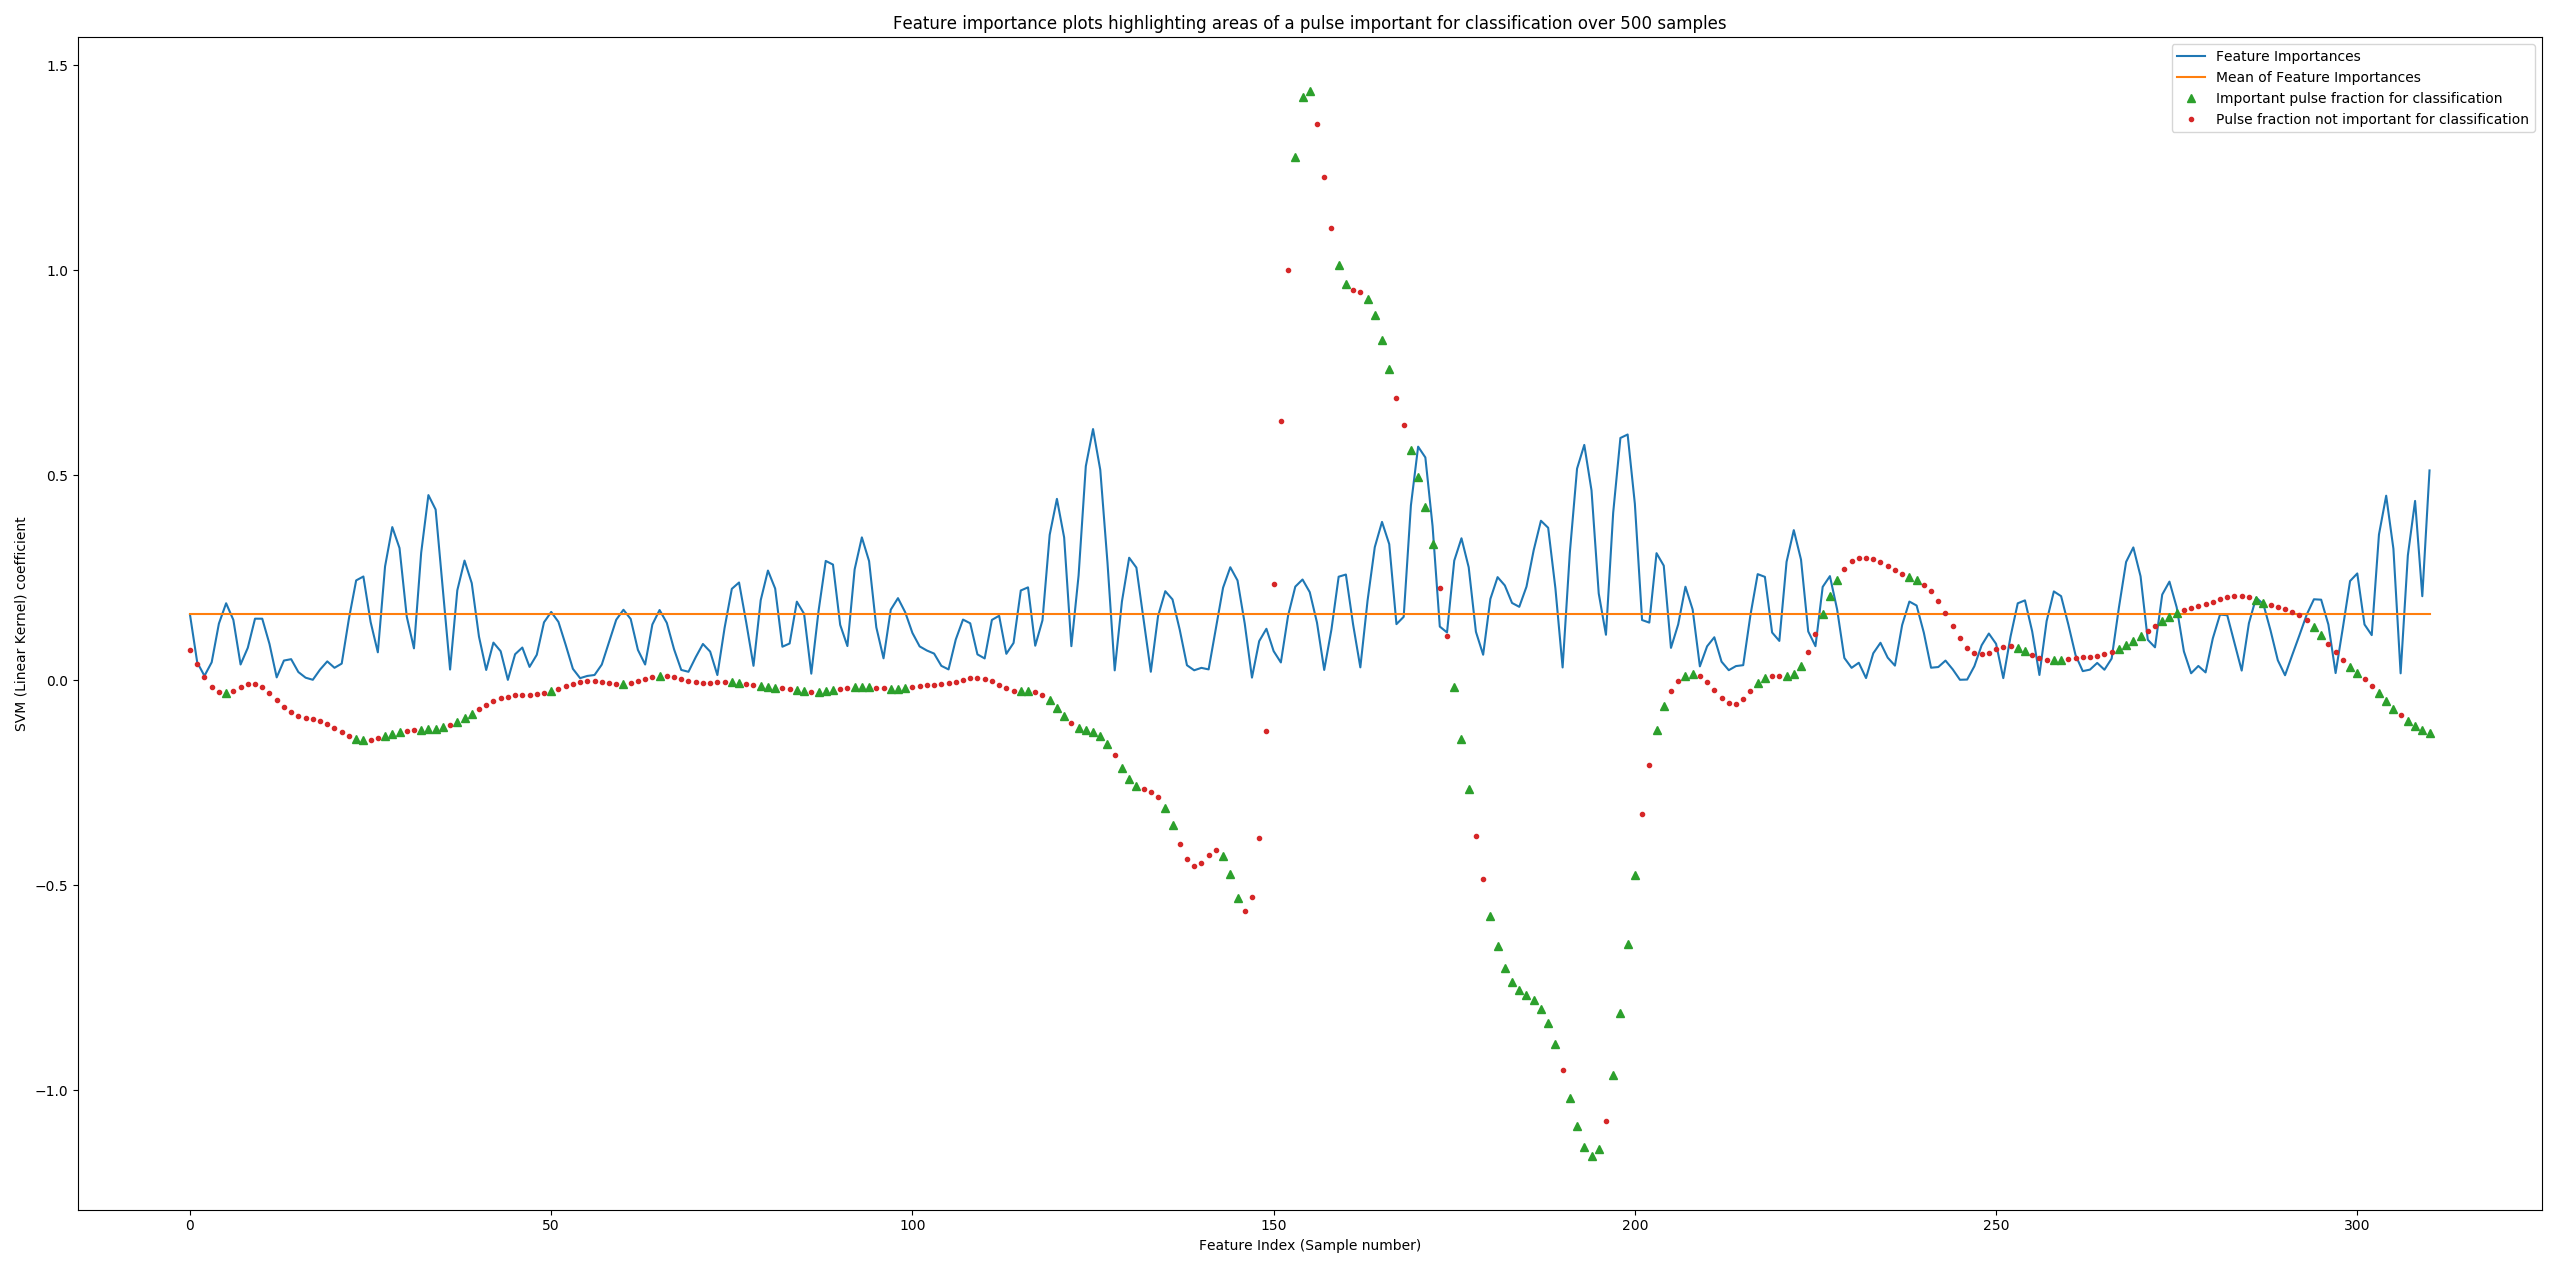 Feature importance plots highlighting areas of a pulse important for classification over 500 samples
Feature Importances
Mean of Feature Importances
Important pulse fraction for classification
Pulse fraction not important for classification
SVM (Linear Kernel) coefficient
1.5
1.0
0.5
0.0
−0.5
−1.0
0 50 100 150 200 250 300
Feature Index (Sample number)